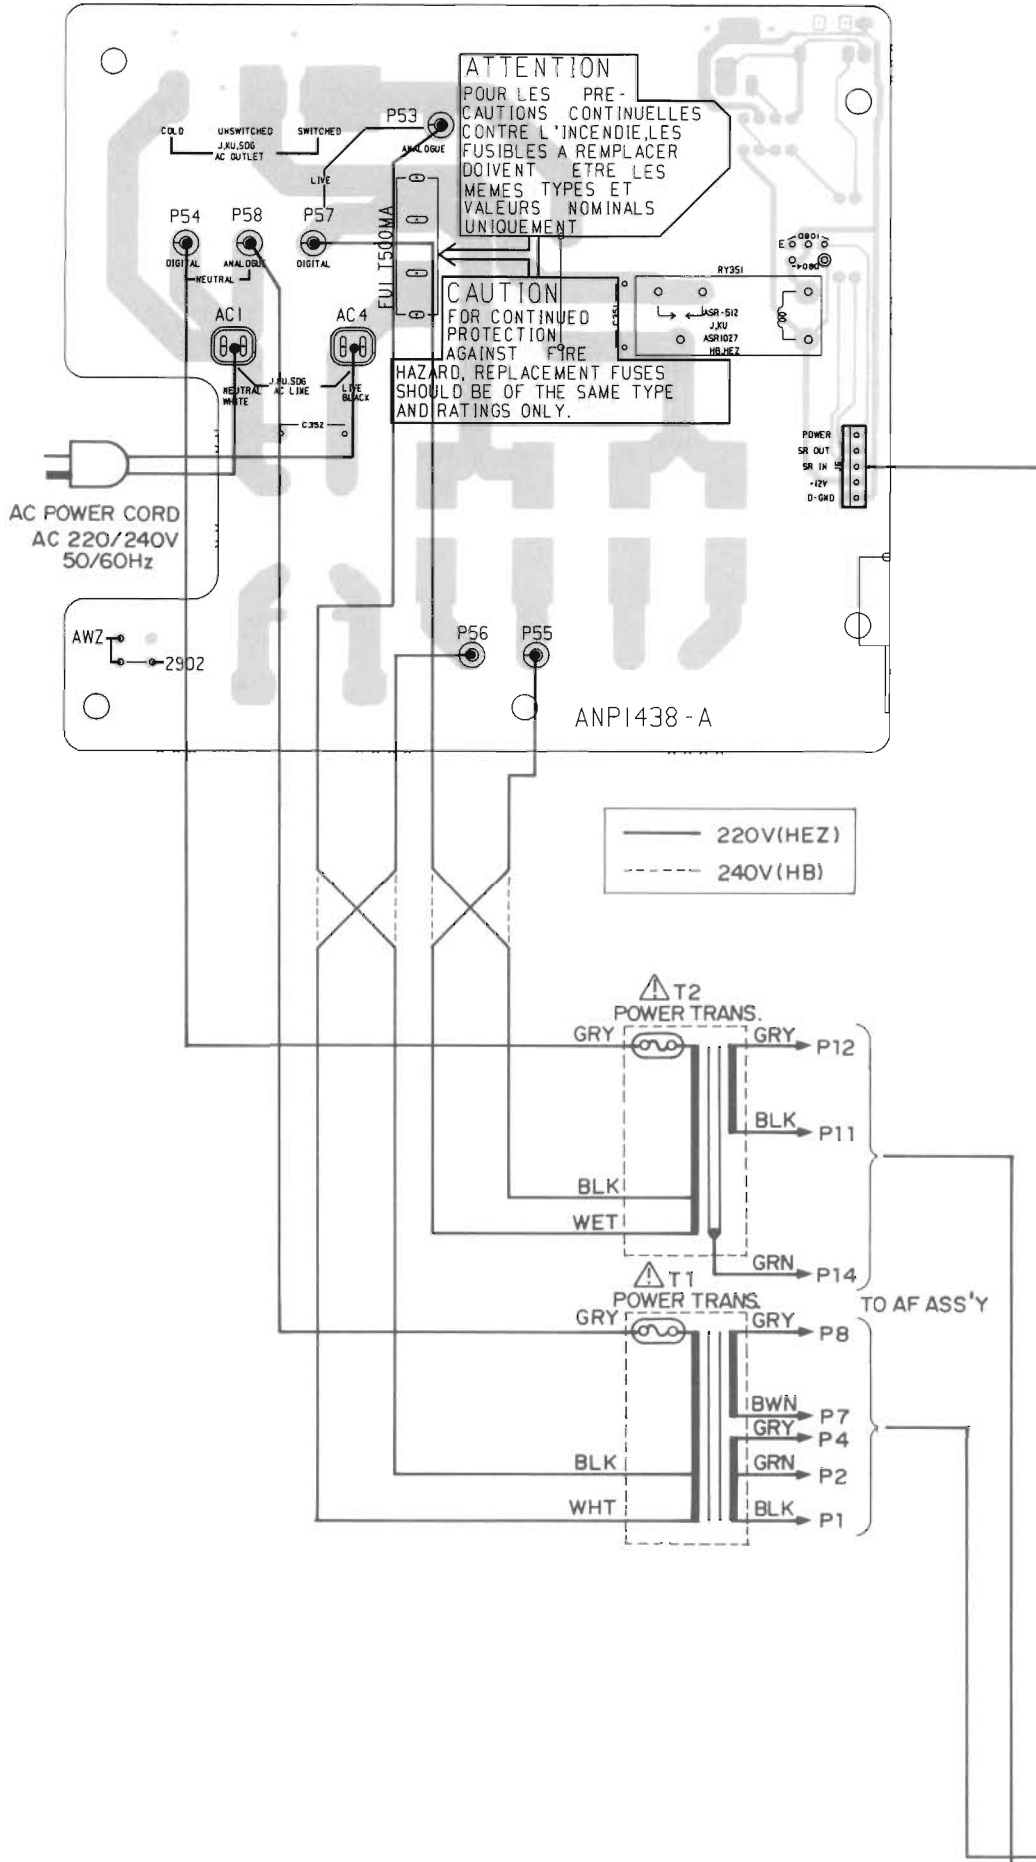 ATTENTION
POUR LES PRE-
CAUTIONS CONTINUELLES
CONTRE L'INCENDIE,LES
FUSIBLES A REMPLACER
DOIVENT ETRE LES
MEMES TYPES ET
VALEURS NOMINALS
UNIQUEMENT
P53
ANALOGUE
COLD UNSWITCHED SWITCHED
J,KU,SDG
AC OUTLET
LIVE
P54 P58 P57
DIGITAL ANALOGUE DIGITAL
NEUTRAL
T500MA
CAUTION
FOR CONTINUED
PROTECTION
AGAINST FIRE
HAZARD, REPLACEMENT FUSES
SHOULD BE OF THE SAME TYPE
AND RATINGS ONLY.
C351
RY351
ASR-512
J,KU
ASR1027
HB,HEZ
E
AC1 AC4
J,KU,SDG
AC LINE
NEUTRAL
WHITE
LIVE
BLACK
C352
POWER
SR OUT
SR IN
+12V
D-GND
AC POWER CORD
AC 220/240V
50/60Hz
AWZ
2902
P56 P55
ANP1438-A
220V(HEZ)
240V(HB)
T2
POWER TRANS.
GRY GRY P12
BLK P11
BLK
WET
GRN P14
TO AF ASS'Y
T1
POWER TRANS.
GRY GRY P8
BWN P7
GRY P4
BLK GRN P2
WHT BLK P1